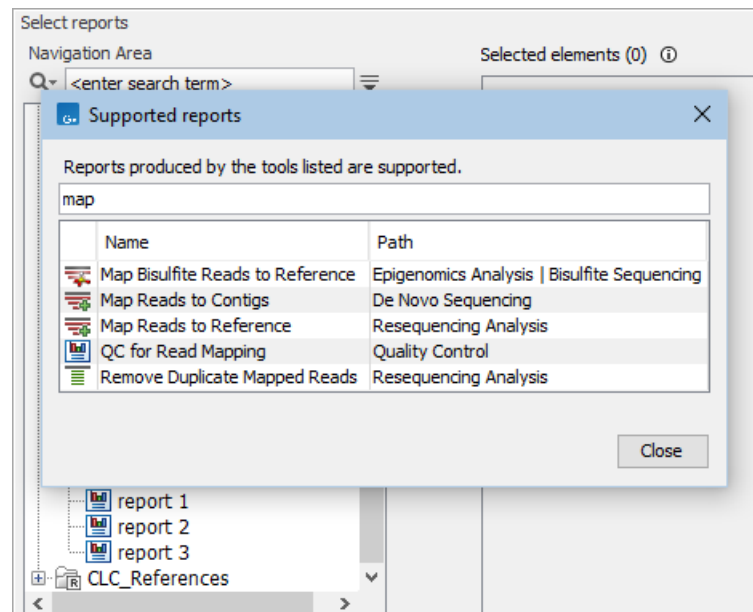 Select reports
Navigation Area
Selected elements (0)
<enter search term>
G.
Supported reports
Reports produced by the tools listed are supported.
map
Name Path
Map Bisulfite Reads to Reference Epigenomics Analysis | Bisulfite Sequencing
Map Reads to Contigs De Novo Sequencing
Map Reads to Reference Resequencing Analysis
QC for Read Mapping Quality Control
Remove Duplicate Mapped Reads Resequencing Analysis
Close
report 1
report 2
report 3
R CLC_References